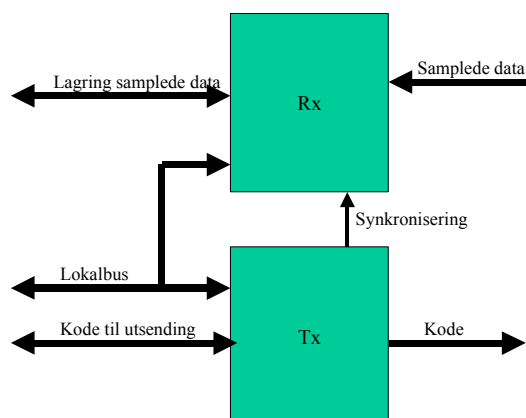 Lagring samplede data
Rx
Samplede data
Synkronisering
Lokalbus
Kode til utsending
Tx
Kode